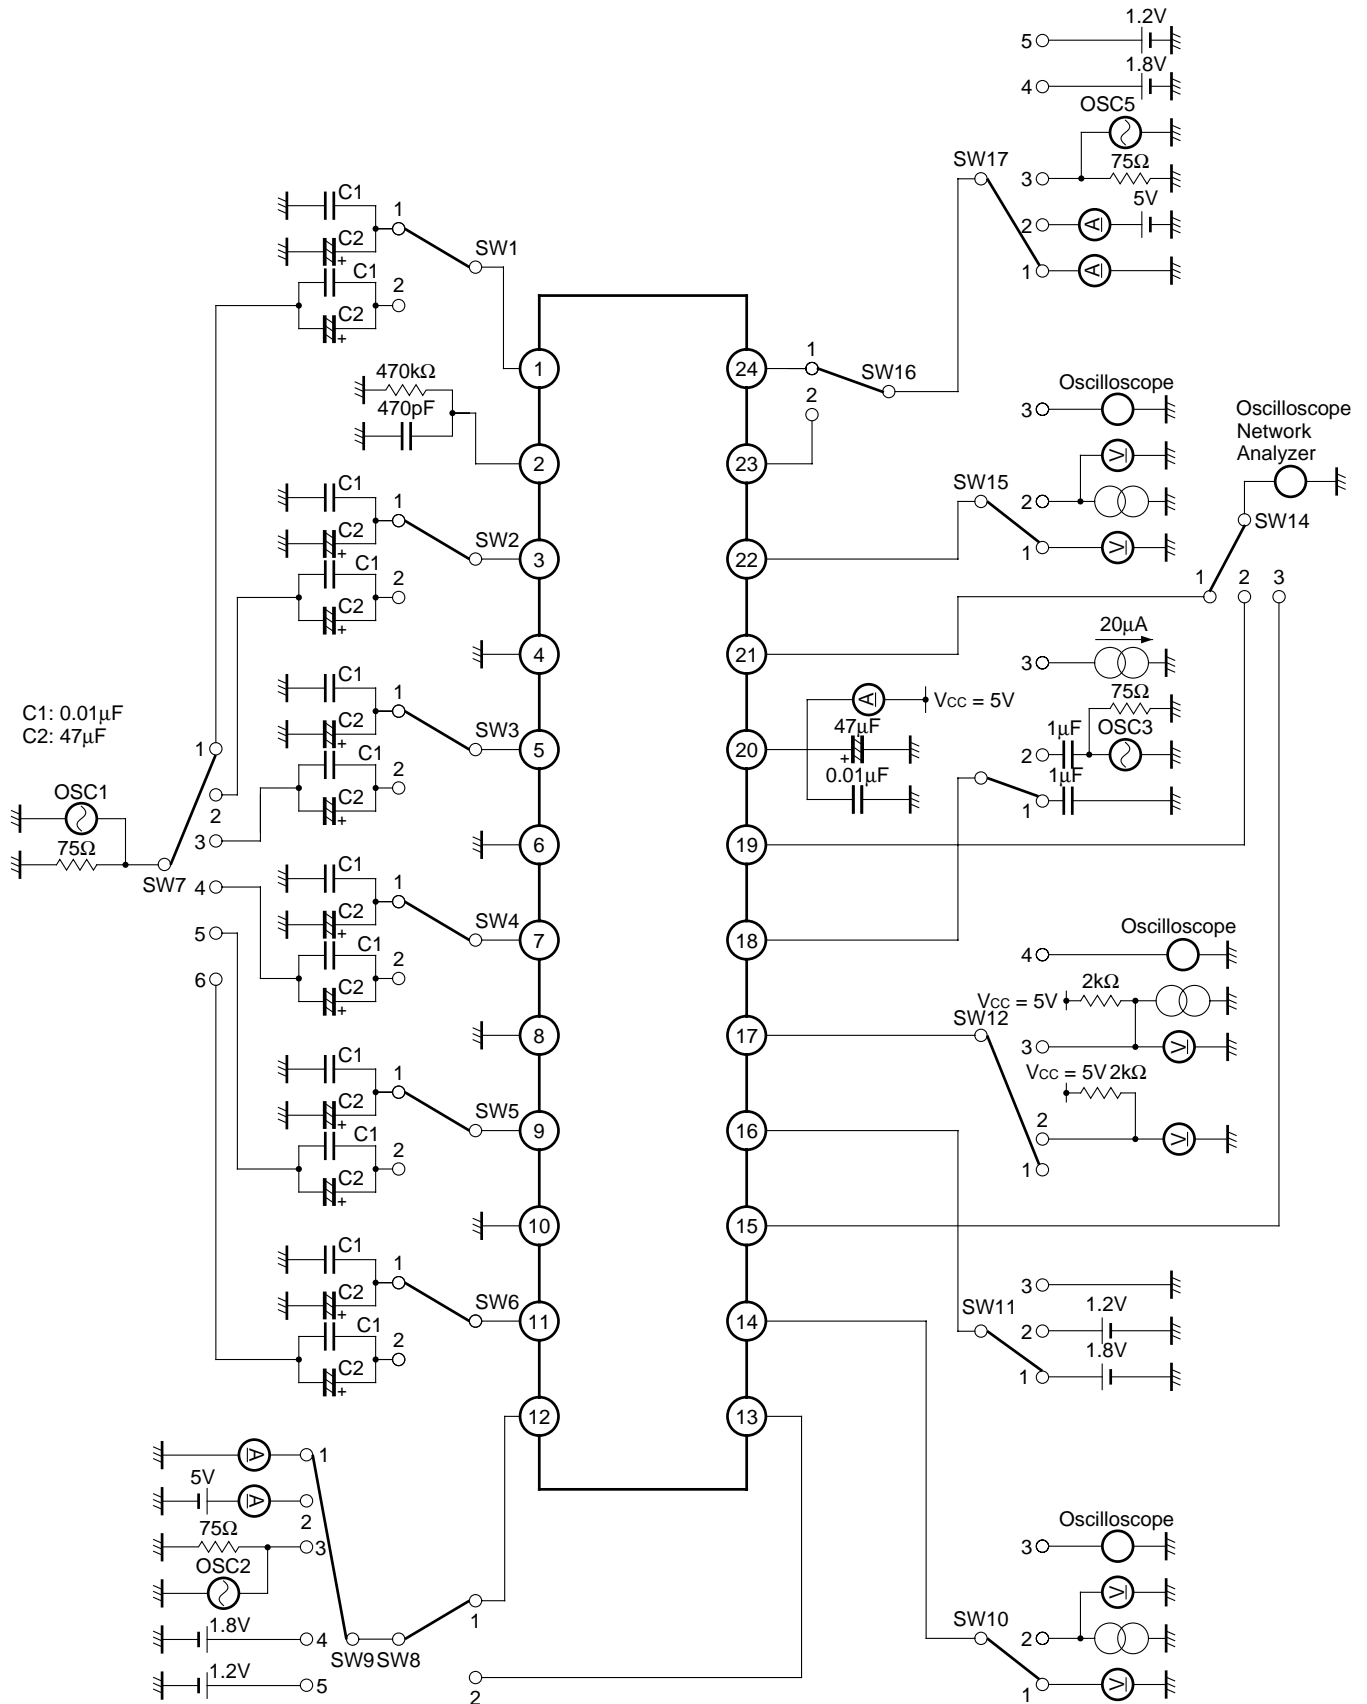 1.2V
5
1.8V
4
OSC5
75Ω
SW17
3
5V
2
A
1
A
C1
1
C2
SW1
+
C1
2
C2
+
1
24
1
SW16
2
470kΩ
470pF
2
23
Oscilloscope
3
Oscilloscope
Network
Analyzer
V
SW15
2
SW14
1
V
C1
1
C2
SW2
+
C1
2
C2
+
3
22
1
2
3
4
21
20µA
3
75Ω
A
VCC = 5V
1µF
OSC3
2
47µF
+
20
0.01µF
1µF
1
C1
1
C2
SW3
+
C1
2
C2
+
5
C1: 0.01µF
C2: 47µF
1
OSC1
2
75Ω
3
SW7
4
5
6
6
19
C1
1
C2
SW4
+
C1
2
C2
+
7
18
Oscilloscope
4
2kΩ
VCC = 5V
SW12
3
V
VCC = 5V 2kΩ
2
V
1
8
17
C1
1
C2
SW5
+
C1
2
C2
+
9
16
10
15
C1
1
C2
SW6
+
C1
2
C2
+
11
14
3
SW11
1.2V
2
1.8V
1
12
13
A
1
5V
A
2
75Ω
3
OSC2
1.8V
4
SW9
SW8
1
1.2V
5
2
Oscilloscope
3
V
SW10
2
1
V